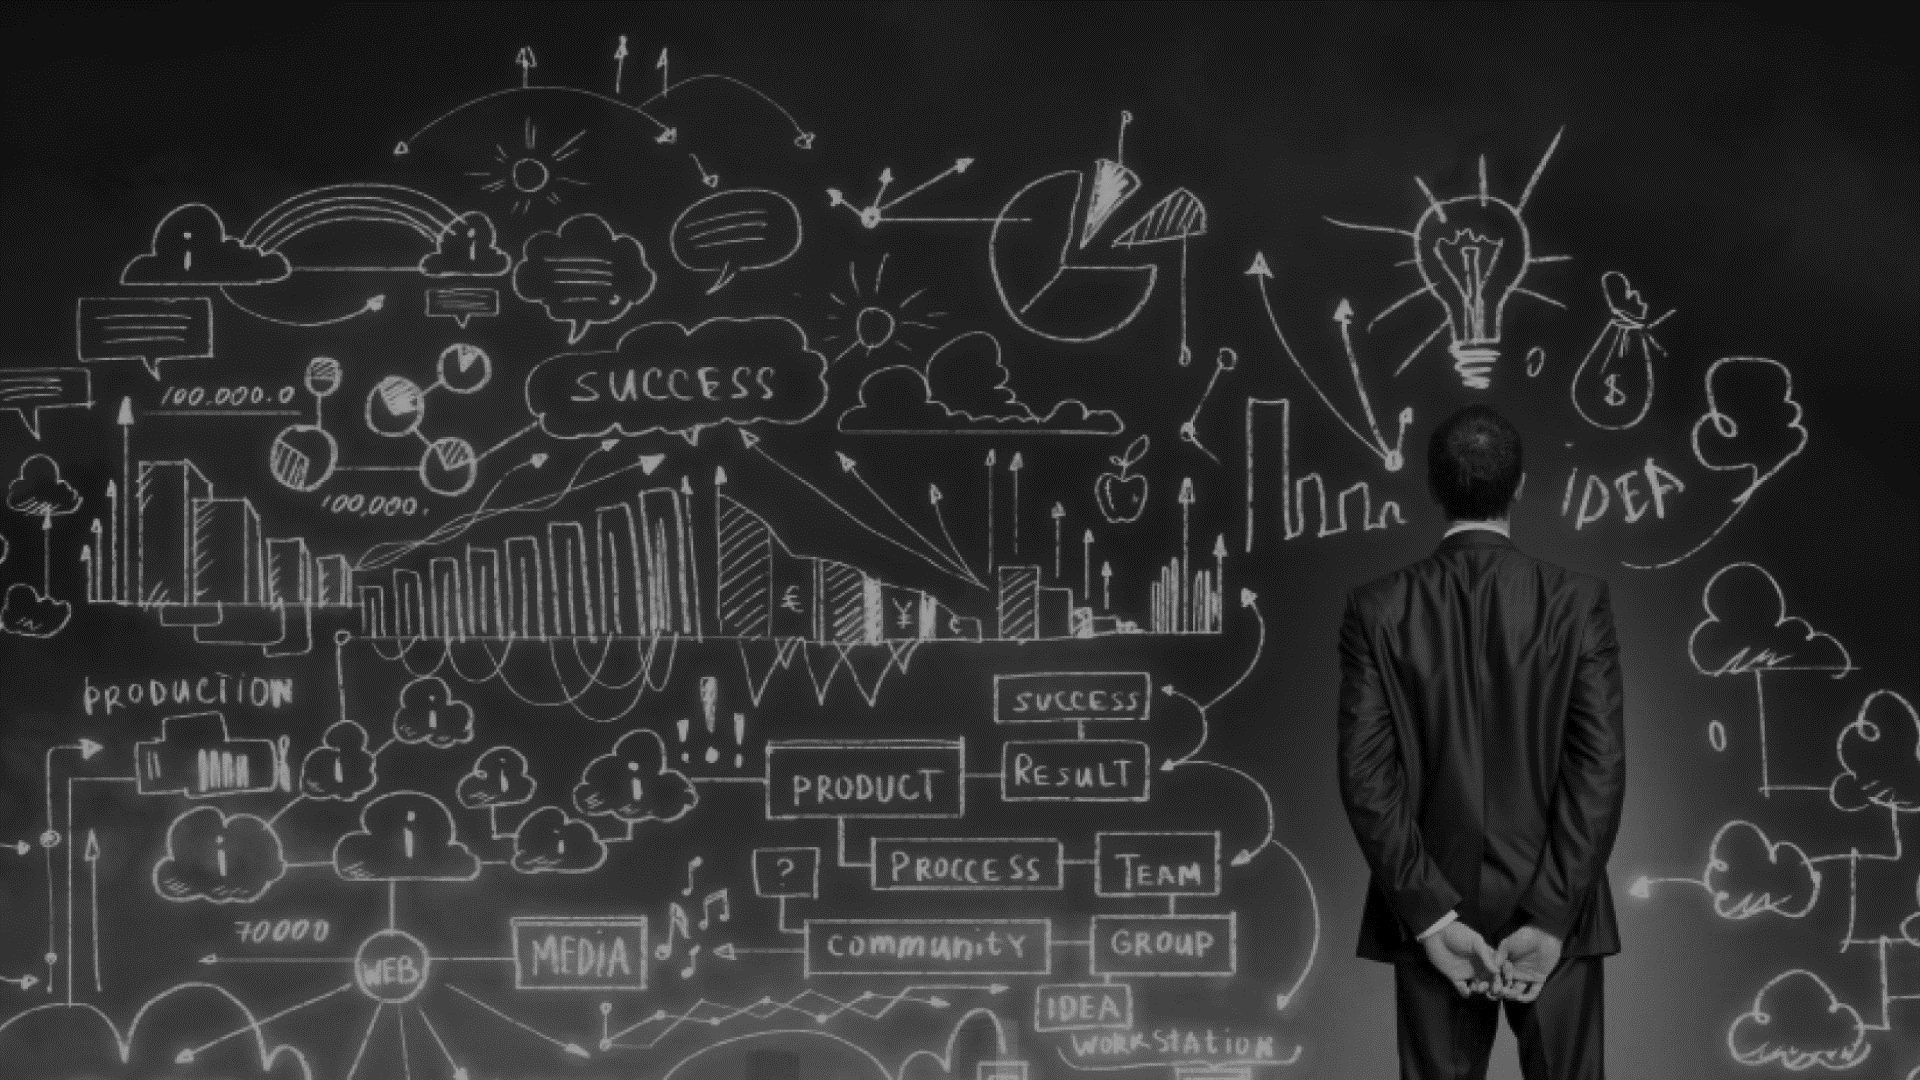 i
i
SUCCESS
100.000.0
100,000.
$
IDEA
£
¥
¢
PRODUCTION
SUCCESS
i
!!!
RESULT
i
i
i
PRODUCT
i
i
i
?
PROCCESS
TEAM
70000
WEB
MEDIA
community
GROUP
IDEA
WORKStAtION